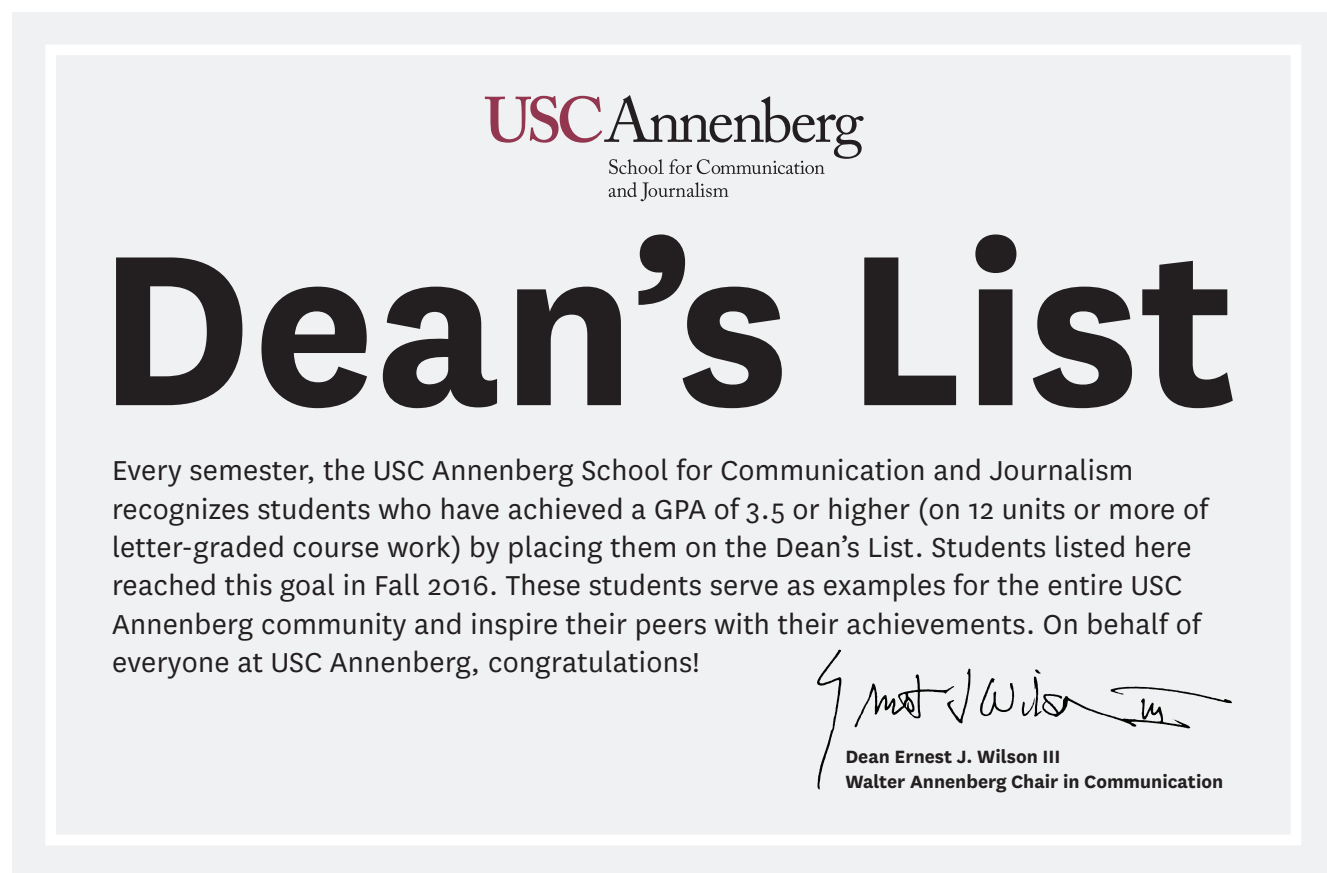 USC Annenberg
School for Communication
and Journalism
Dean’s List
Every semester, the USC Annenberg School for Communication and Journalism
recognizes students who have achieved a GPA of 3.5 or higher (on 12 units or more of
letter-graded course work) by placing them on the Dean’s List. Students listed here
reached this goal in Fall 2016. These students serve as examples for the entire USC
Annenberg community and inspire their peers with their achievements. On behalf of
everyone at USC Annenberg, congratulations!
Ernest J Wilson III
Dean Ernest J. Wilson III
Walter Annenberg Chair in Communication